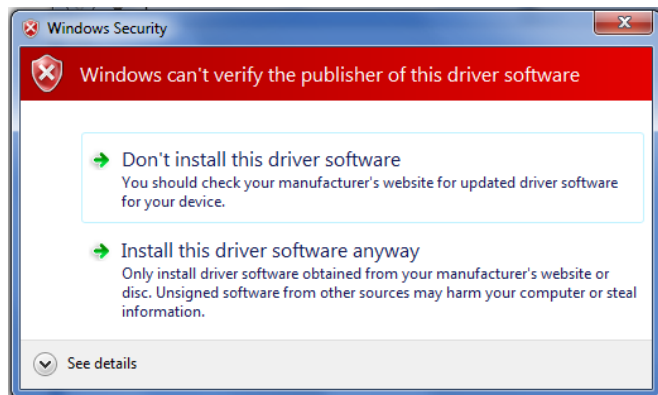 Windows Security
Windows can't verify the publisher of this driver software
Don't install this driver software
You should check your manufacturer's website for updated driver software
for your device.
Install this driver software anyway
Only install driver software obtained from your manufacturer's website or
disc. Unsigned software from other sources may harm your computer or steal
information.
See details